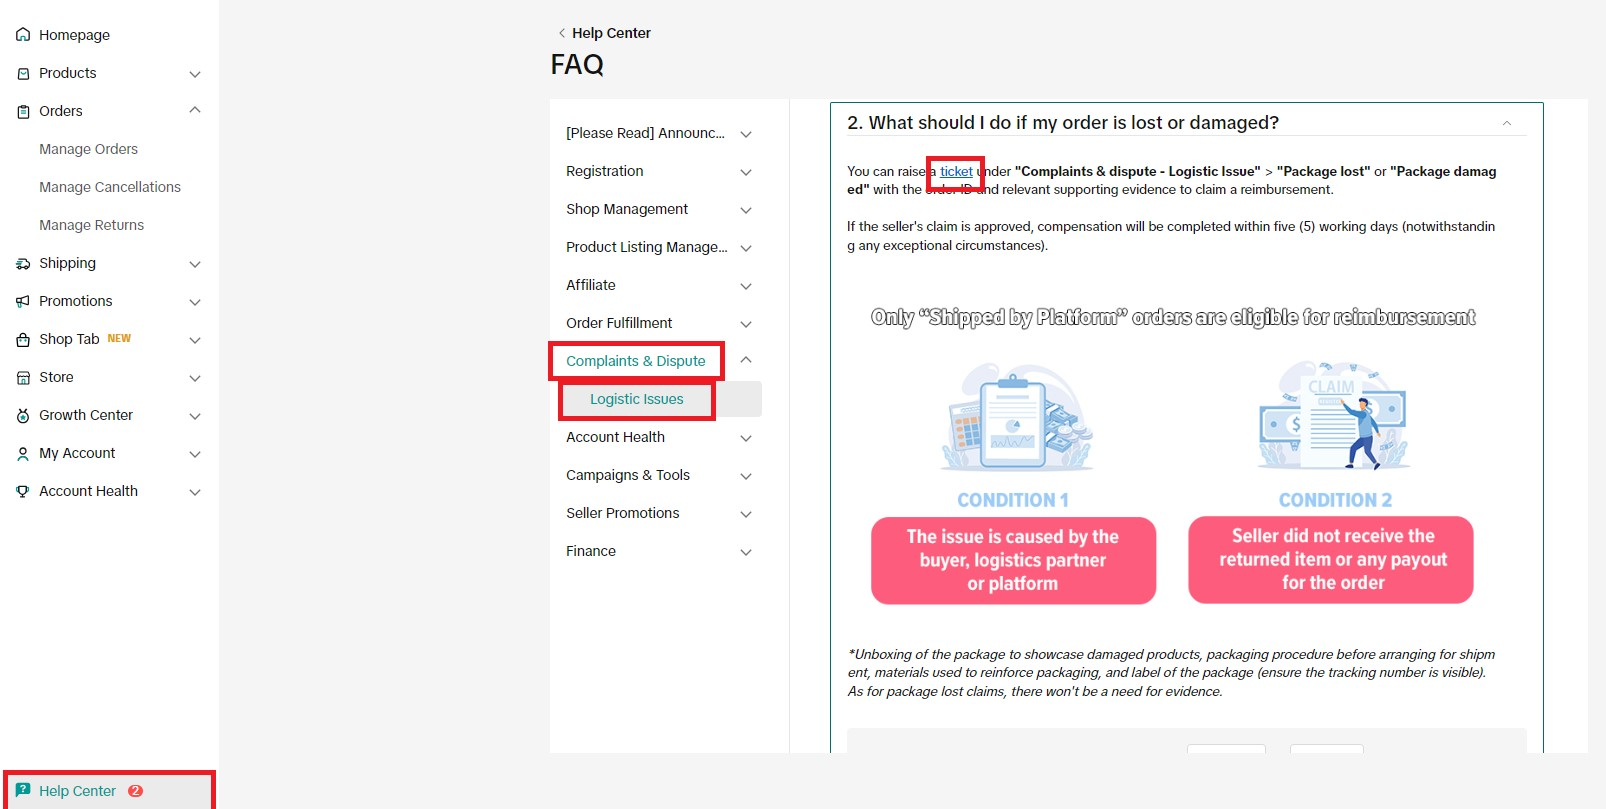 Homepage
Products
Orders
Manage Orders
Manage Cancellations
Manage Returns
Shipping
Promotions
Shop Tab NEW
Store
Growth Center
My Account
Account Health
Help Center 2
Help Center
FAQ
[Please Read] Announc...
Registration
Shop Management
Product Listing Manage...
Affiliate
Order Fulfillment
Complaints & Dispute
Logistic Issues
Account Health
Campaigns & Tools
Seller Promotions
Finance
2. What should I do if my order is lost or damaged?
You can raise a ticket under "Complaints & dispute - Logistic Issue" > "Package lost" or "Package damag
ed" with the order ID and relevant supporting evidence to claim a reimbursement.
If the seller's claim is approved, compensation will be completed within five (5) working days (notwithstandin
g any exceptional circumstances).
Only “Shipped by Platform” orders are eligible for reimbursement
CLAIM
CONDITION 1
CONDITION 2
The issue is caused by the
buyer, logistics partner
or platform
Seller did not receive the
returned item or any payout
for the order
*Unboxing of the package to showcase damaged products, packaging procedure before arranging for shipm
ent, materials used to reinforce packaging, and label of the package (ensure the tracking number is visible).
As for package lost claims, there won't be a need for evidence.